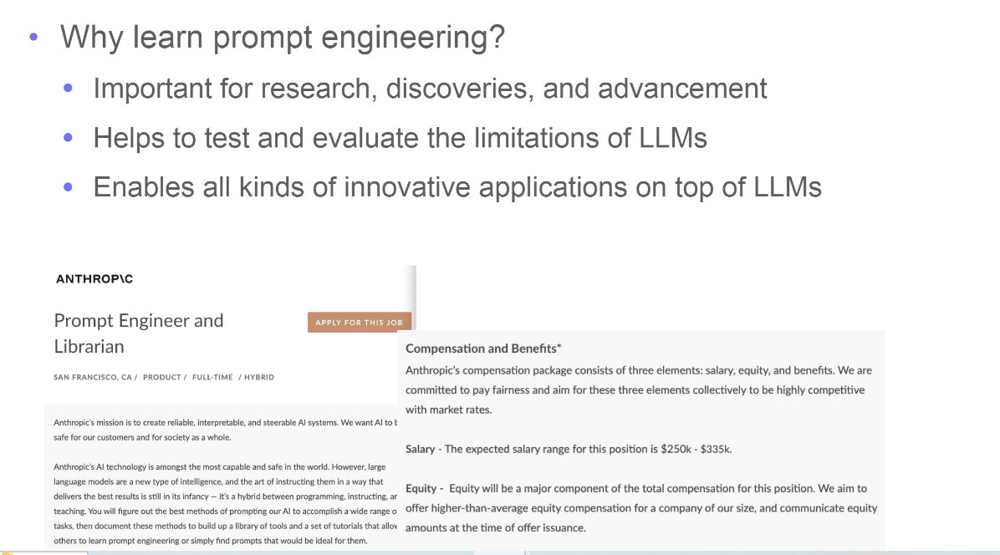 Why learn prompt engineering?
Important for research, discoveries, and advancement
Helps to test and evaluate the limitations of LLMs
Enables all kinds of innovative applications on top of LLMs
ANTHROP\C
Prompt Engineer and
Librarian
APPLY FOR THIS JOB
SAN FRANCISCO, CA / PRODUCT / FULL-TIME / HYBRID
Anthropic's mission is to create reliable, interpretable, and steerable AI systems. We want AI to
safe for our customers and for society as a whole.
Anthropic's AI technology is amongst the most capable and safe in the world. However, large
language models are a new type of intelligence, and the art of instructing them in a way that
delivers the best results is still in its infancy — it's a hybrid between programming, instructing,
teaching. You will figure out the best methods of prompting our AI to accomplish a wide range
tasks, then document these methods to build up a library of tools and a set of tutorials that
others to learn prompt engineering or simply find prompts that would be ideal for them.
Compensation and Benefits*
Anthropic's compensation package consists of three elements: salary, equity, and benefits. We are
committed to pay fairness and aim for these three elements collectively to be highly competitive
with market rates.
Salary - The expected salary range for this position is $250k - $335k.
Equity - Equity will be a major component of the total compensation for this position. We aim to
offer higher-than-average equity compensation for a company of our size, and communicate equity
amounts at the time of offer issuance.